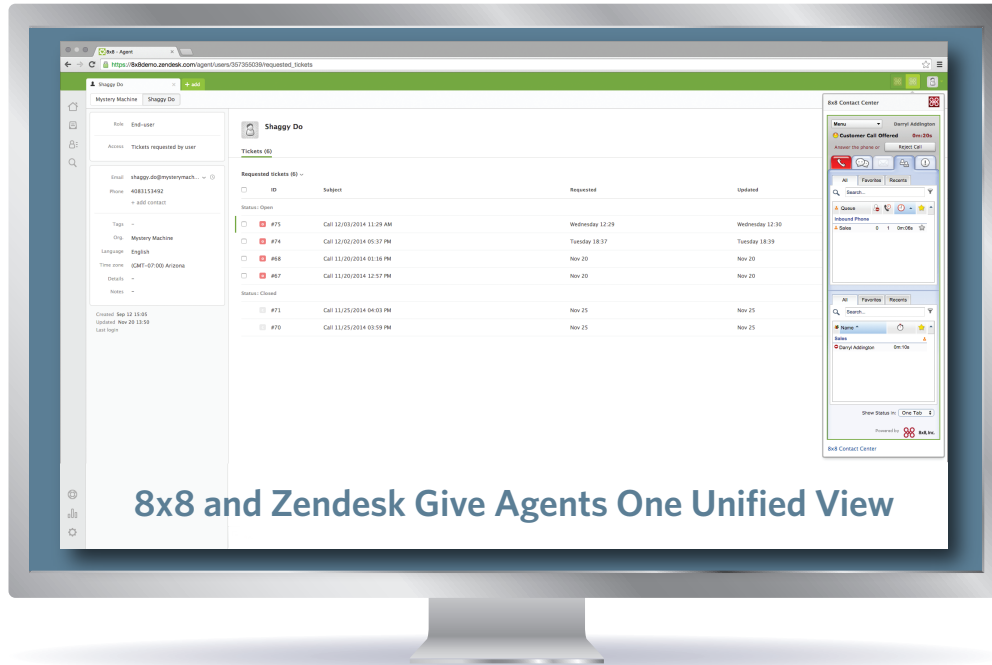 8x8 - Agent
https://8x8demo.zendesk.com/agent/users/357355039/requested_tickets
Shaggy Do
+ add
Mystery Machine Shaggy Do
Role End-user
Access Tickets requested by user
Email shaggy.do@mysterymach...
Phone 4083153492
+ add contact
Tags -
Org. Mystery Machine
Language English
Time zone (GMT-07:00) Arizona
Details -
Notes -
Created Sep 12 15:05
Updated Nov 20 13:50
Last login
Shaggy Do
Tickets (6)
Requested tickets (6)
ID Subject Requested Updated
Status: Open
#75 Call 12/03/2014 11:29 AM Wednesday 12:29 Wednesday 12:30
#74 Call 12/02/2014 05:37 PM Tuesday 18:37 Tuesday 18:39
#68 Call 11/20/2014 01:16 PM Nov 20 Nov 20
#67 Call 11/20/2014 12:57 PM Nov 20 Nov 20
Status: Closed
#71 Call 11/25/2014 04:03 PM Nov 25 Nov 25
#70 Call 11/25/2014 03:59 PM Nov 25 Nov 25
8x8 Contact Center
Menu Darryl Addington
Customer Call Offered 0m:20s
Answer the phone or Reject Call
All Favorites Recents
Search...
Queue
Inbound Phone
Sales 0 1 0m:08s
All Favorites Recents
Search...
Name
Sales
Darryl Addington 0m:10s
Show Status in: One Tab
Powered by 8x8, Inc.
8x8 Contact Center
8x8 and Zendesk Give Agents One Unified View